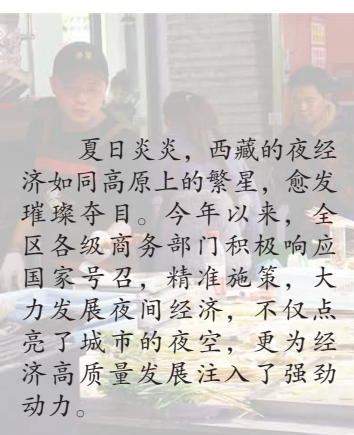 夏日炎炎，西藏的夜经
济如同高原上的繁星，愈发
璀璨夺目。今年以来，全
区各级商务部门积极响应
国家号召，精准施策，大
力发展夜间经济，不仅点
亮了城市的夜空，更为经
济高质量发展注入了强劲
动力。